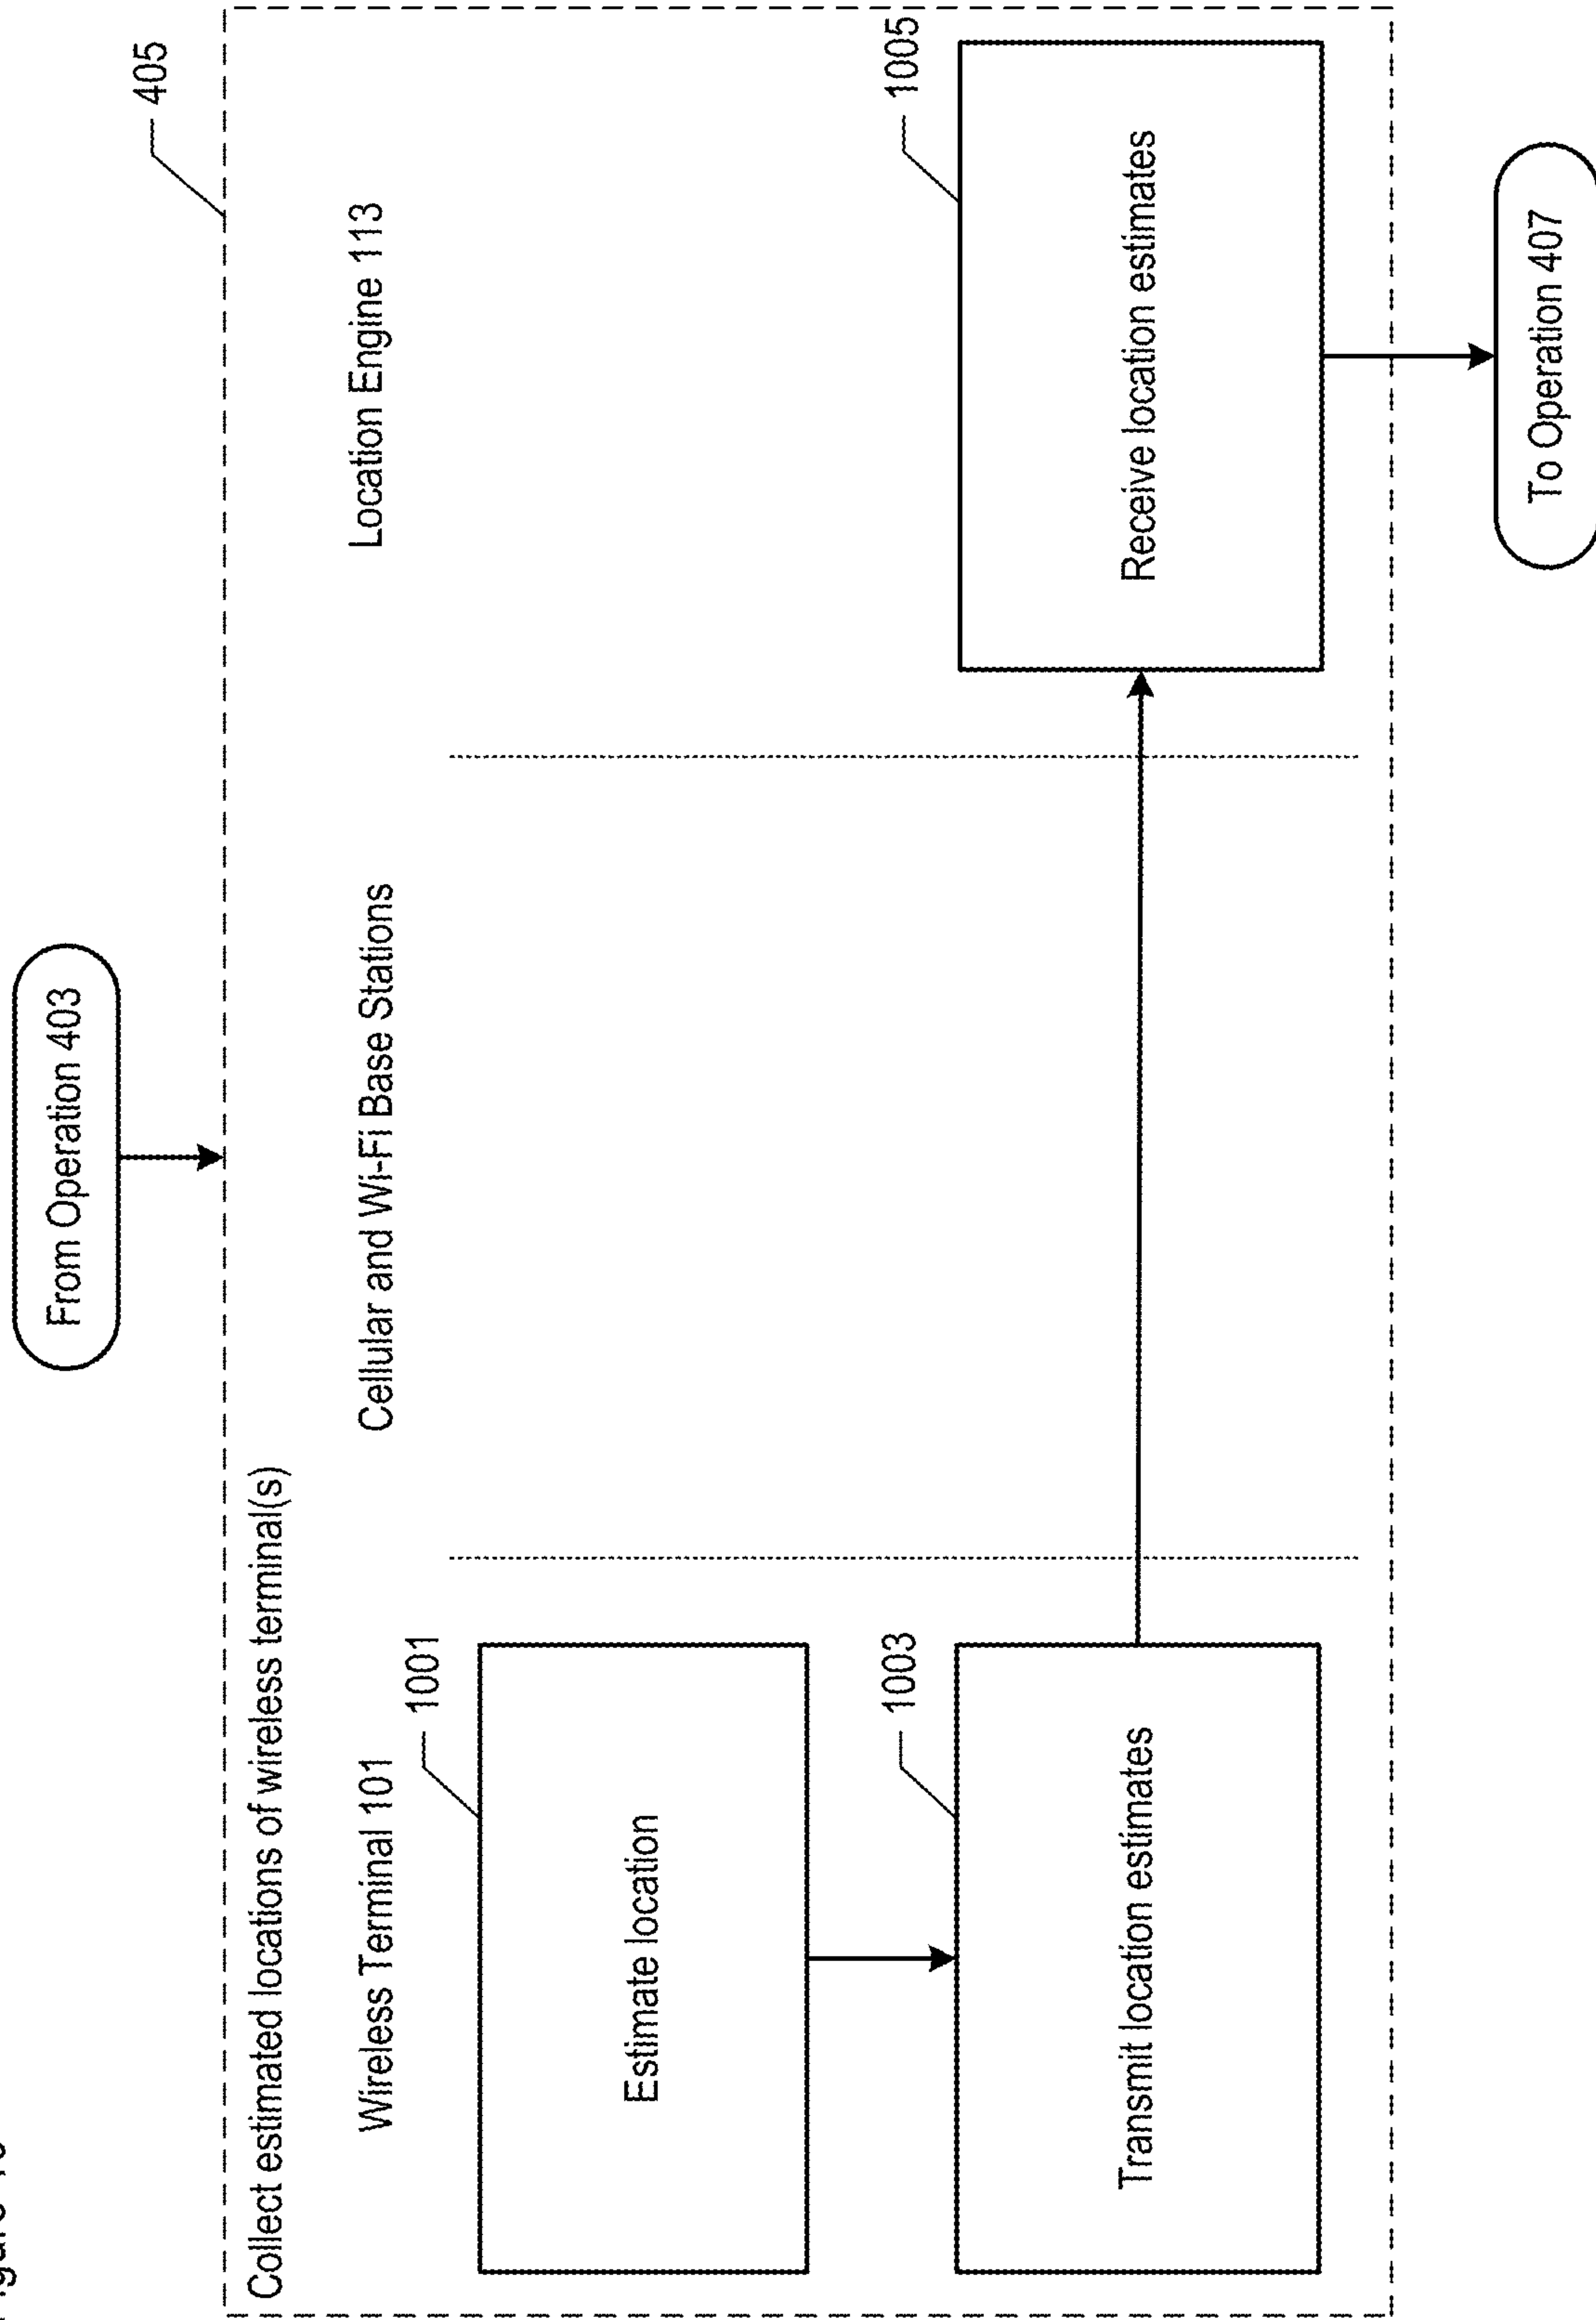 From Operation 403
405
Collect estimated locations of wireless terminal(s)
Wireless Terminal 101
Cellular and Wi-Fi Base Stations
Location Engine 113
1001
Estimate location
1003
Transmit location estimates
1005
Receive location estimates
To Operation 407